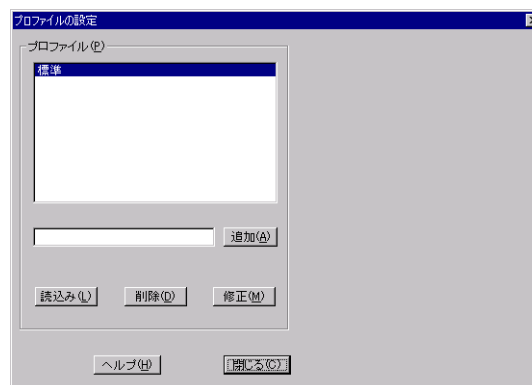 プロファイルの設定
プロファイル(P)
標準
追加(A)
読込み(L)
削除(D)
修正(M)
ヘルプ(H)
閉じる(C)